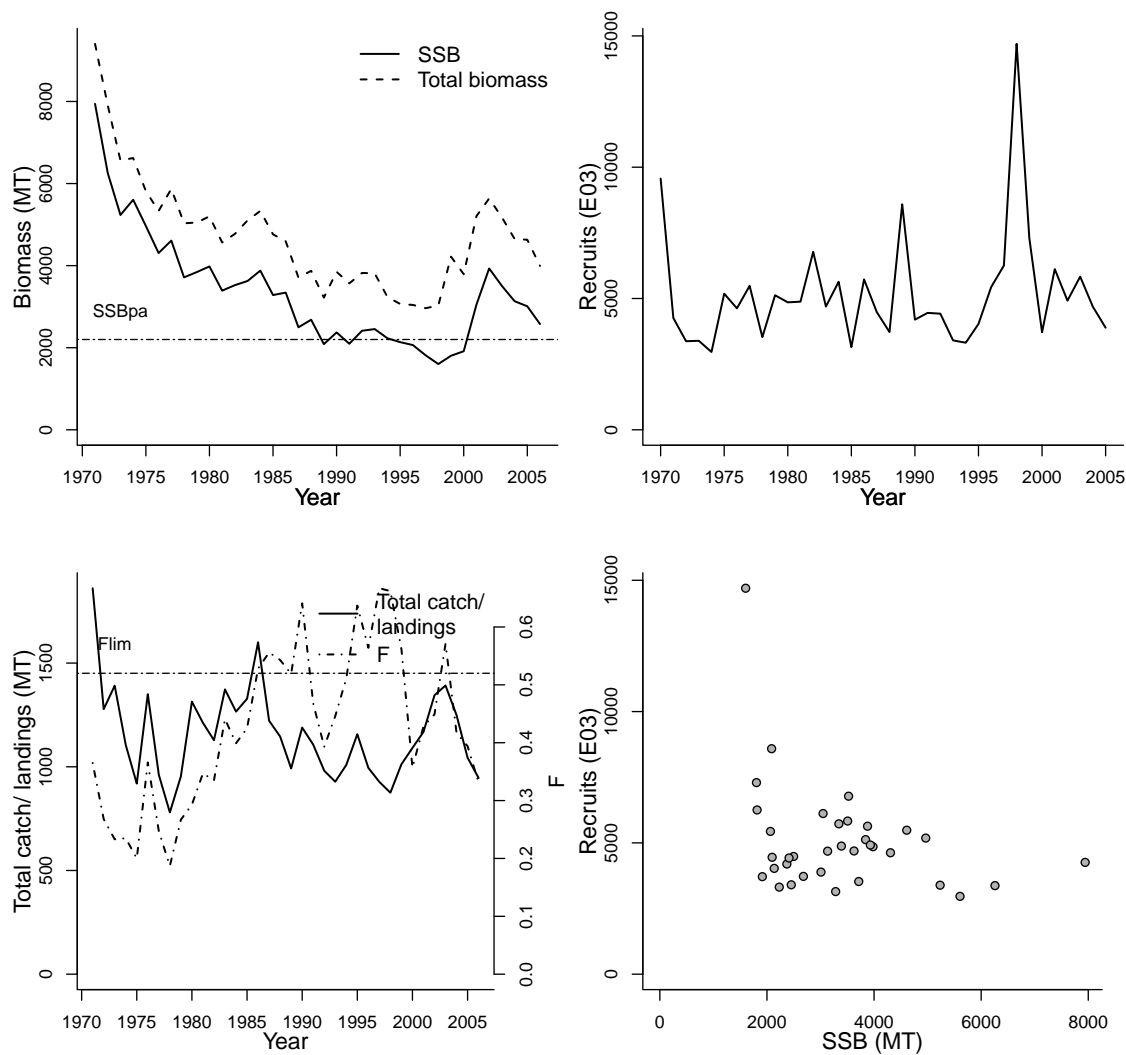 SSB
Total biomass
8000
6000
4000
2000
0
Biomass (MT)
SSBpa
1970 1975 1980 1985 1990 1995 2000 2005
Year
15000
10000
5000
0
Recruits (E03)
1970 1975 1980 1985 1990 1995 2000 2005
Year
Total catch/
landings
F
Flim
1500
1000
500
0
Total catch/ landings (MT)
0.6
0.5
0.4
0.3
0.2
0.1
0.0
F
1970 1975 1980 1985 1990 1995 2000 2005
Year
15000
10000
5000
0
Recruits (E03)
0 2000 4000 6000 8000
SSB (MT)